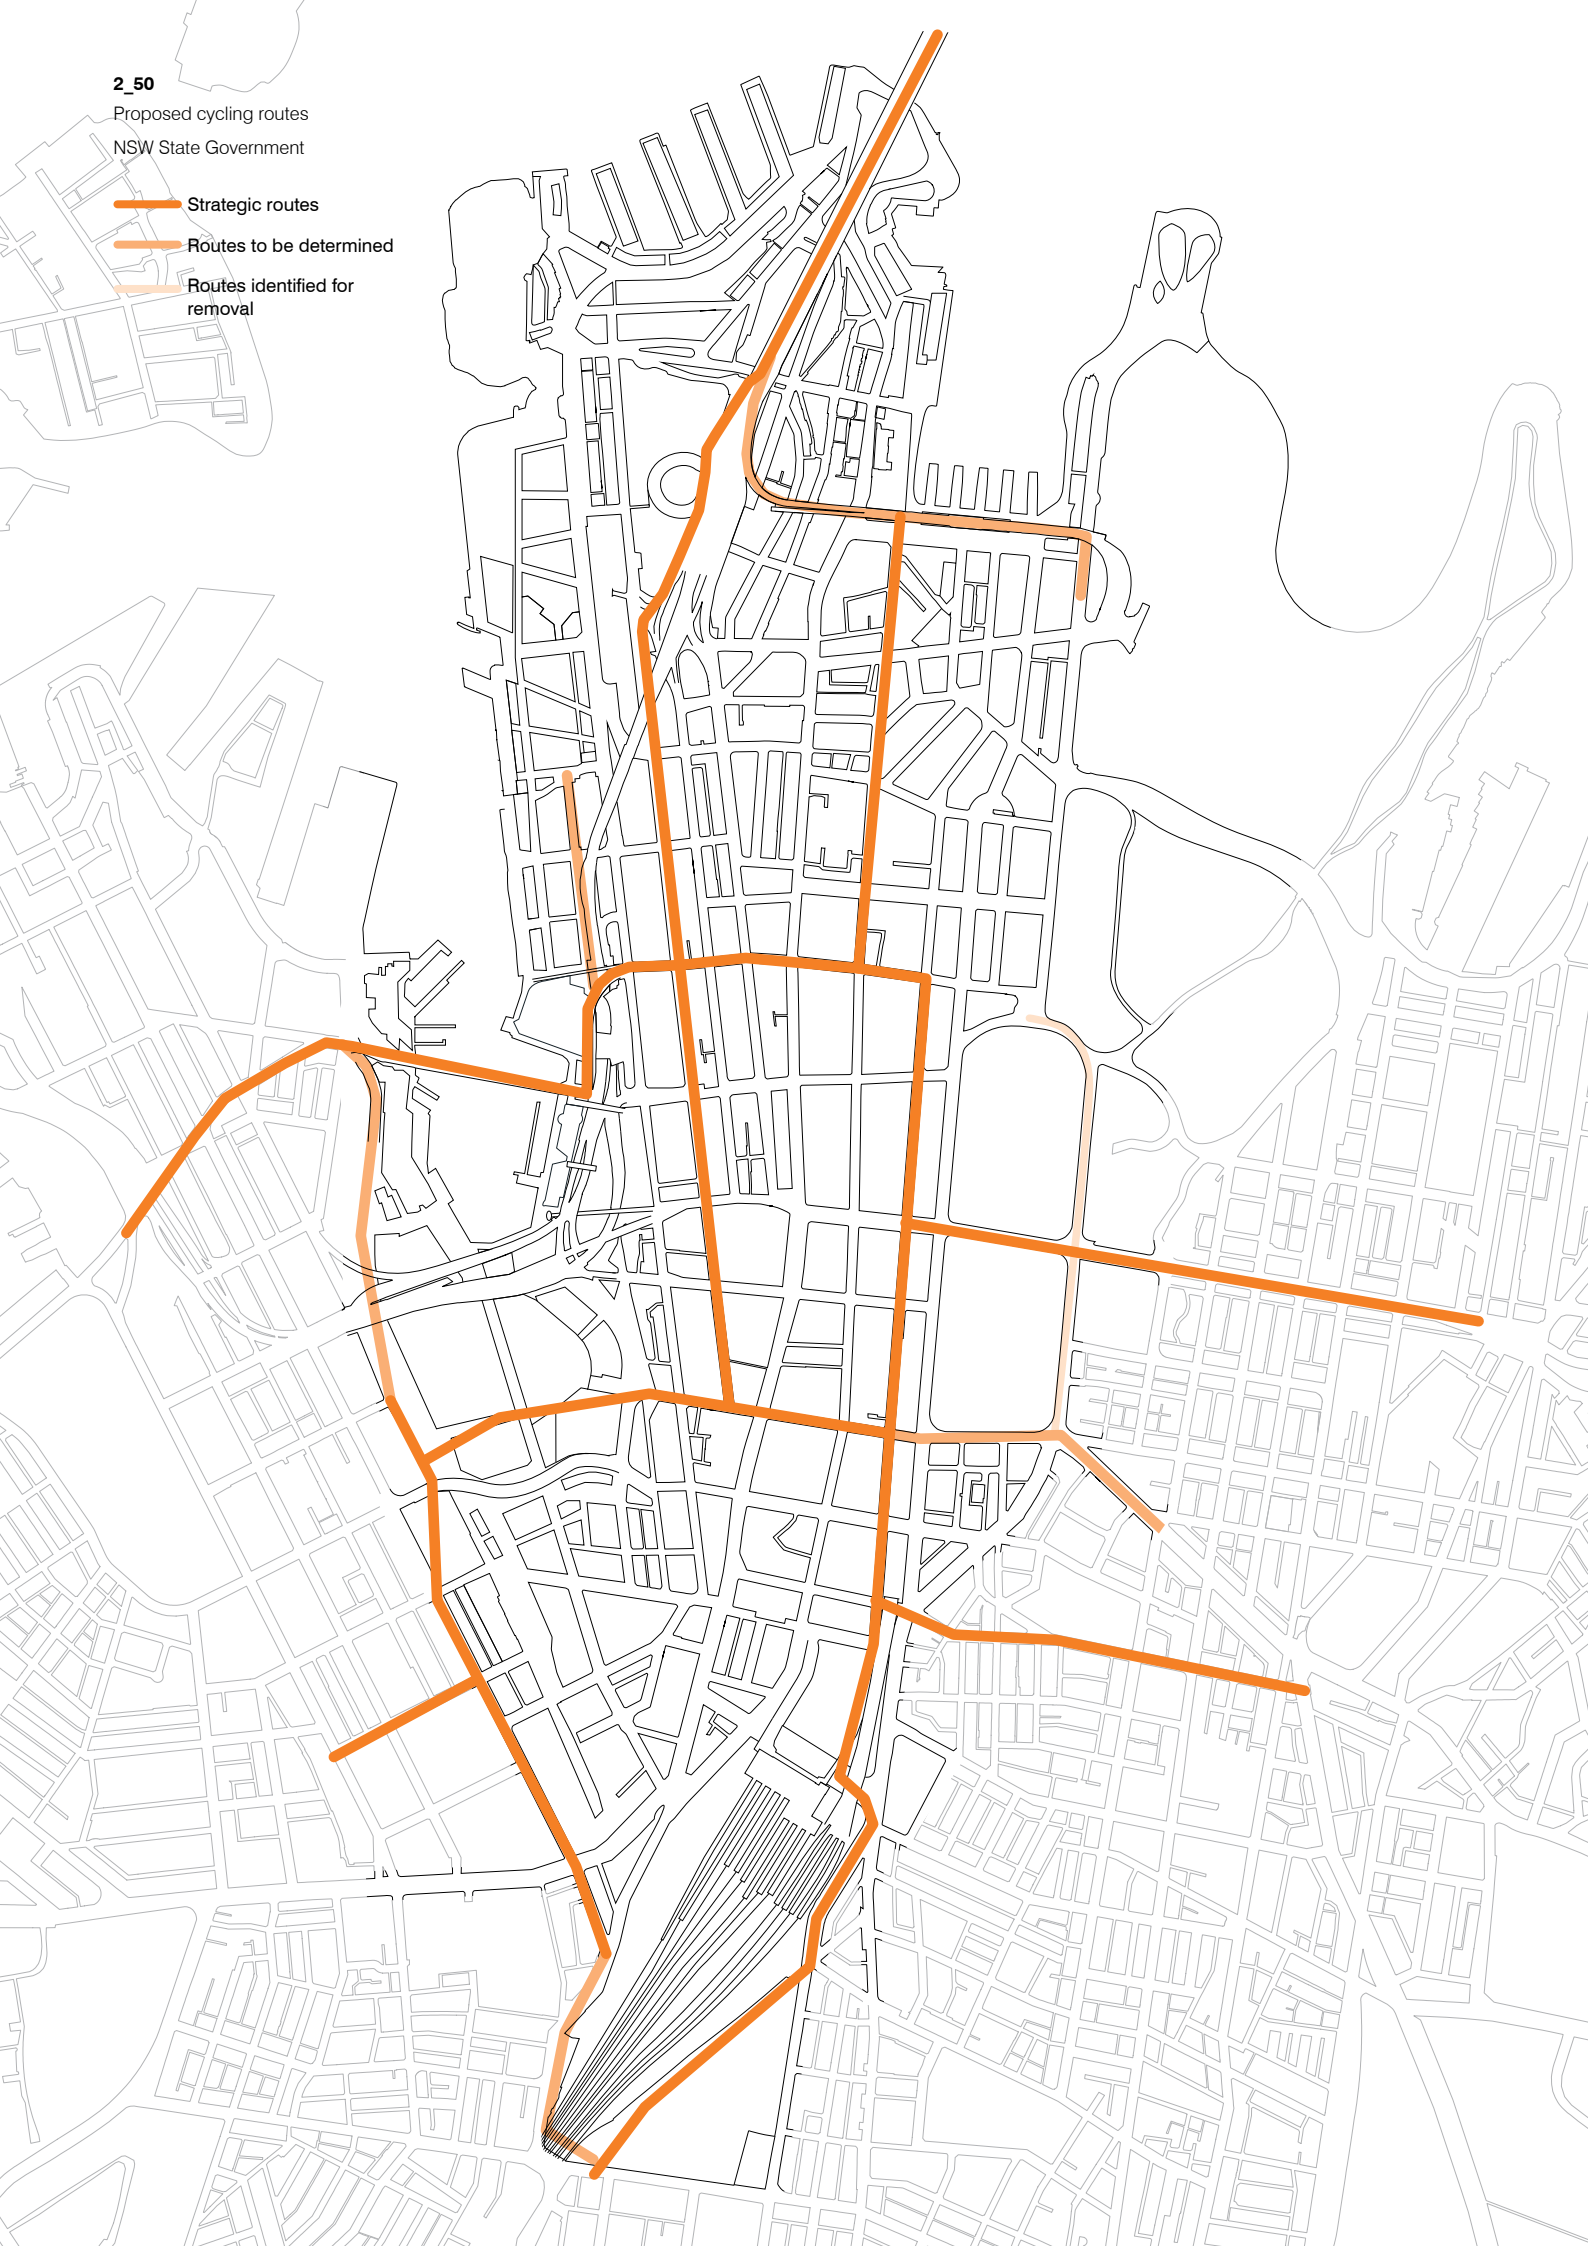 2_50
Proposed cycling routes
NSW State Government
Strategic routes
Routes to be determined
Routes identified for
removal